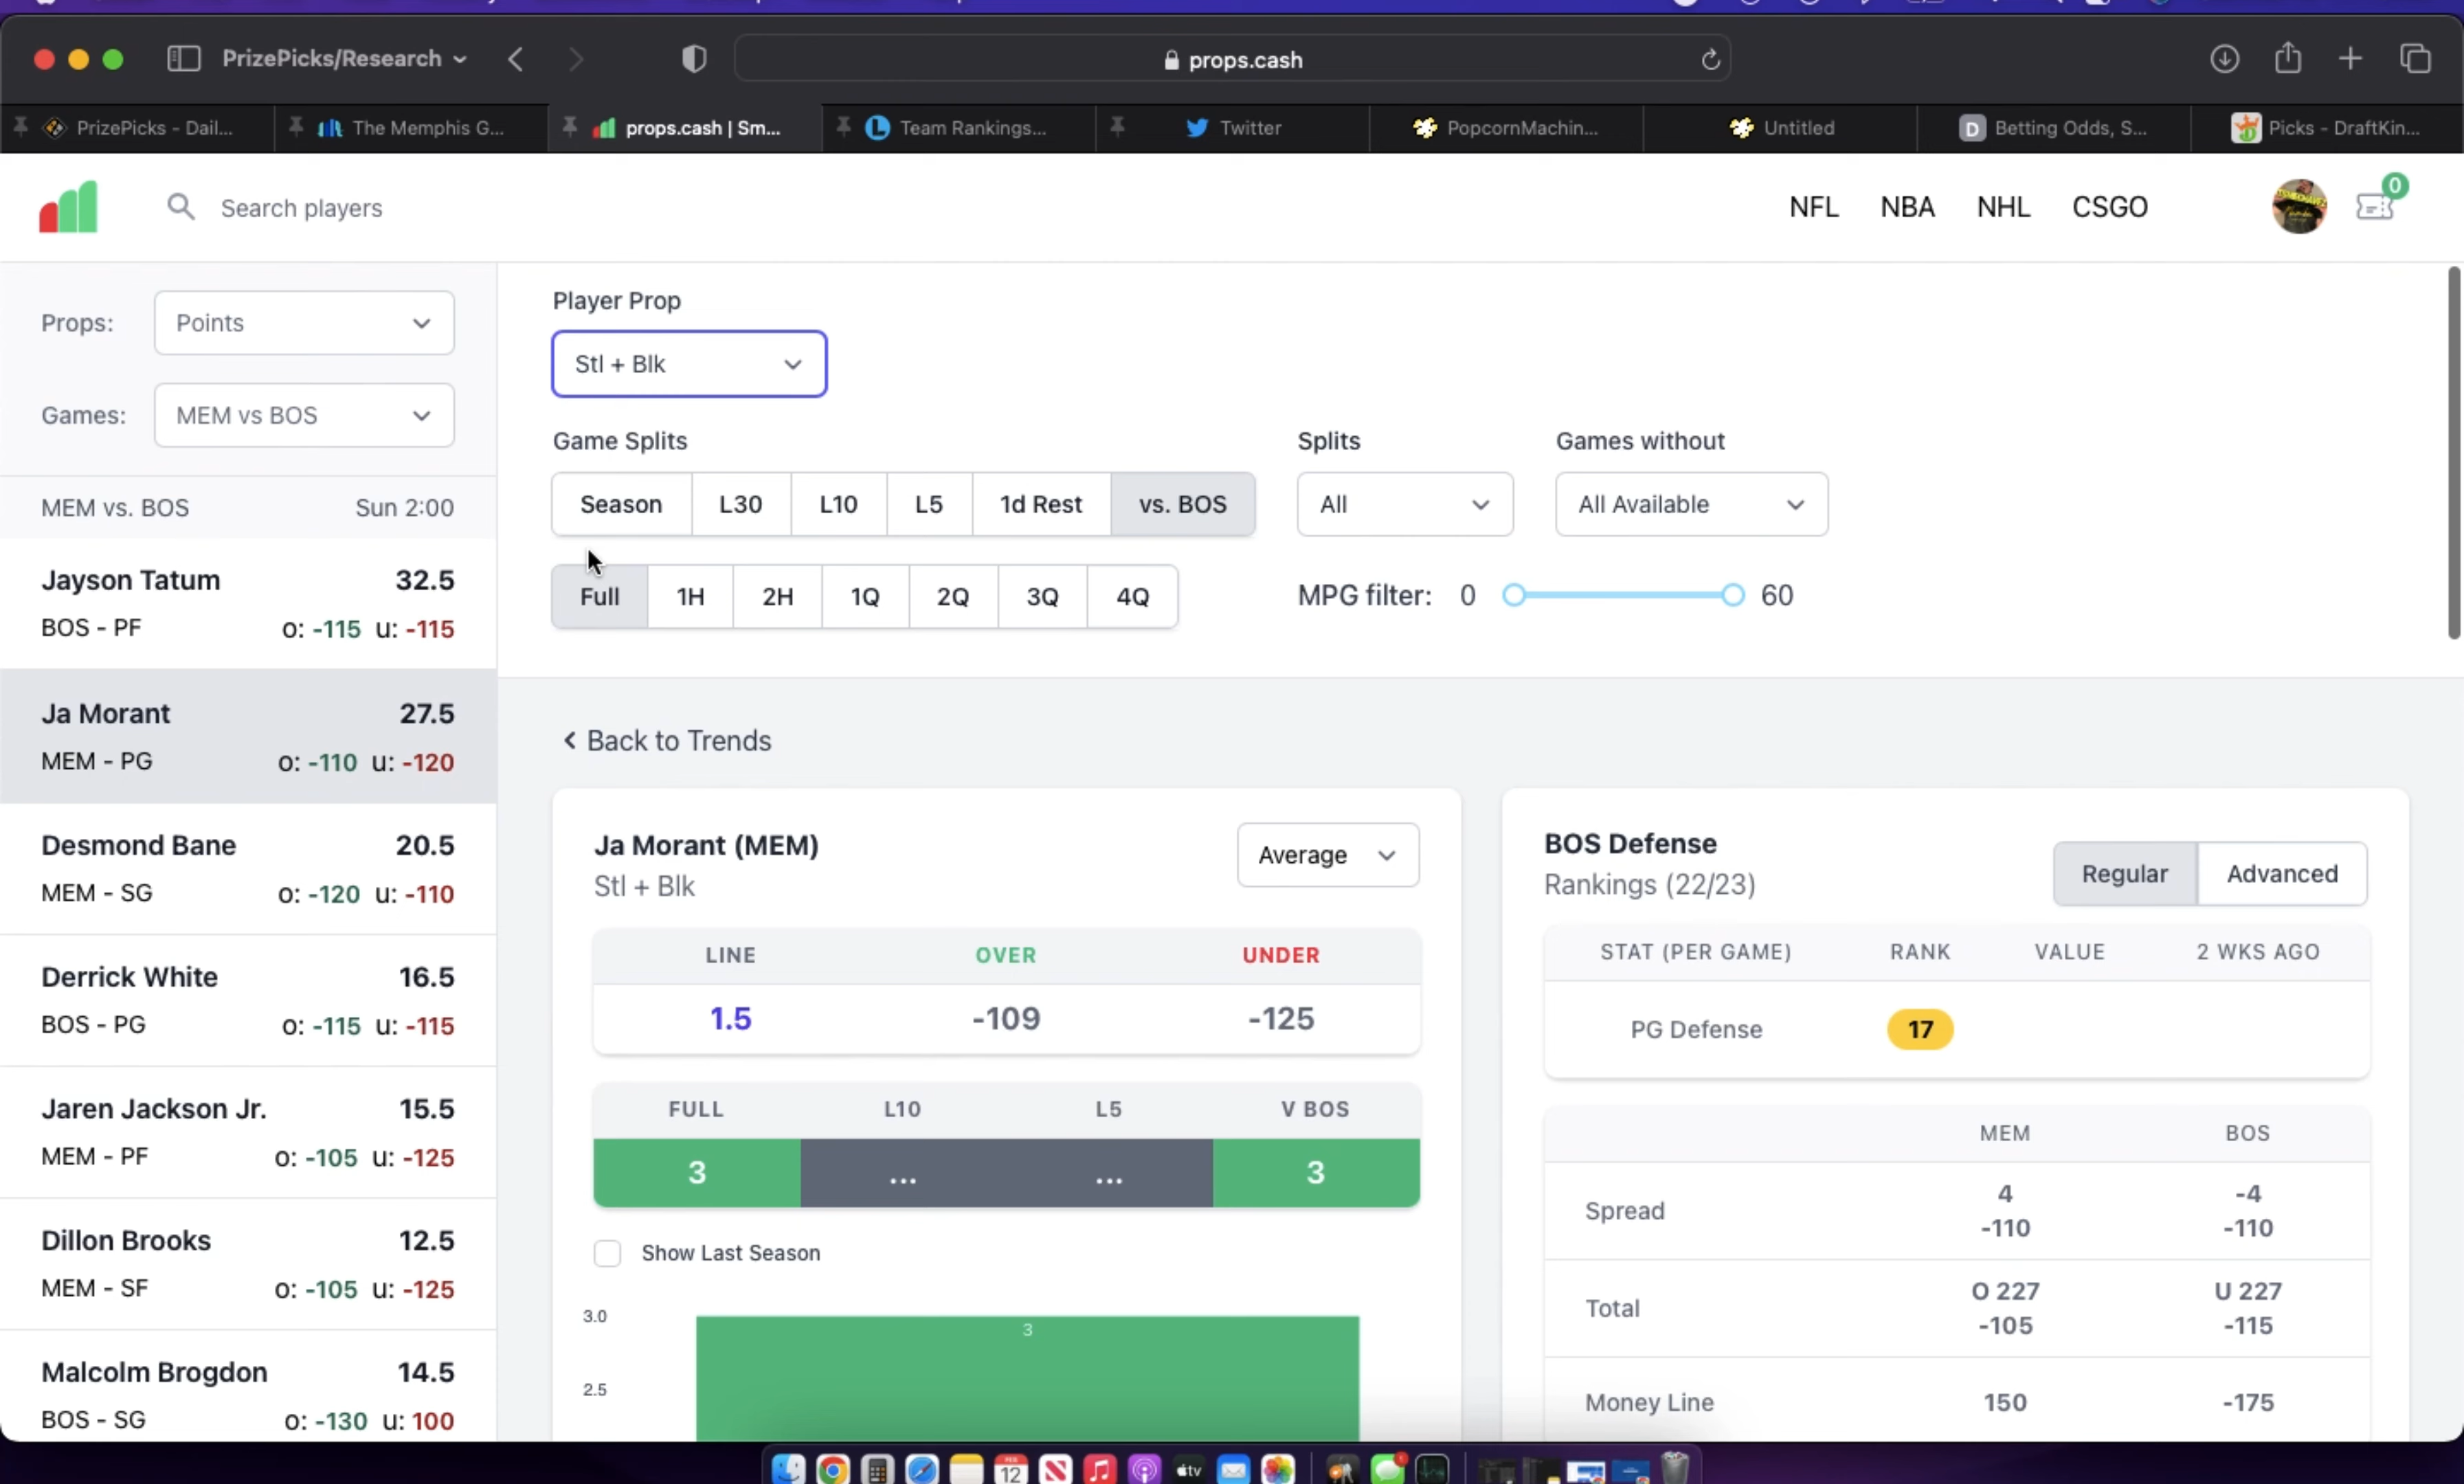 PrizePicks/Research
props.cash
PrizePicks - Dail...
The Memphis G...
props.cash | Sm...
Team Rankings...
Twitter
PopcornMachin...
Untitled
Betting Odds, S...
Picks - DraftKin...
Search players
NFL NBA NHL CSGO
0
Props: Points
Games: MEM vs BOS
MEM vs. BOS Sun 2:00
Jayson Tatum 32.5
BOS - PF o: -115 u: -115
Ja Morant 27.5
MEM - PG o: -110 u: -120
Desmond Bane 20.5
MEM - SG o: -120 u: -110
Derrick White 16.5
BOS - PG o: -115 u: -115
Jaren Jackson Jr. 15.5
MEM - PF o: -105 u: -125
Dillon Brooks 12.5
MEM - SF o: -105 u: -125
Malcolm Brogdon 14.5
BOS - SG o: -130 u: 100
Player Prop
Stl + Blk
Game Splits
Season L30 L10 L5 1d Rest vs. BOS
Full 1H 2H 1Q 2Q 3Q 4Q
Splits
All
Games without
All Available
MPG filter: 0 60
Back to Trends
Ja Morant (MEM)
Stl + Blk
Average
LINE OVER UNDER
1.5 -109 -125
FULL L10 L5 V BOS
3 ... ... 3
Show Last Season
3.0
3
2.5
BOS Defense
Rankings (22/23)
Regular Advanced
STAT (PER GAME) RANK VALUE 2 WKS AGO
PG Defense 17
MEM BOS
Spread 4 -4
-110 -110
Total O 227 U 227
-105 -115
Money Line 150 -175
12
tv